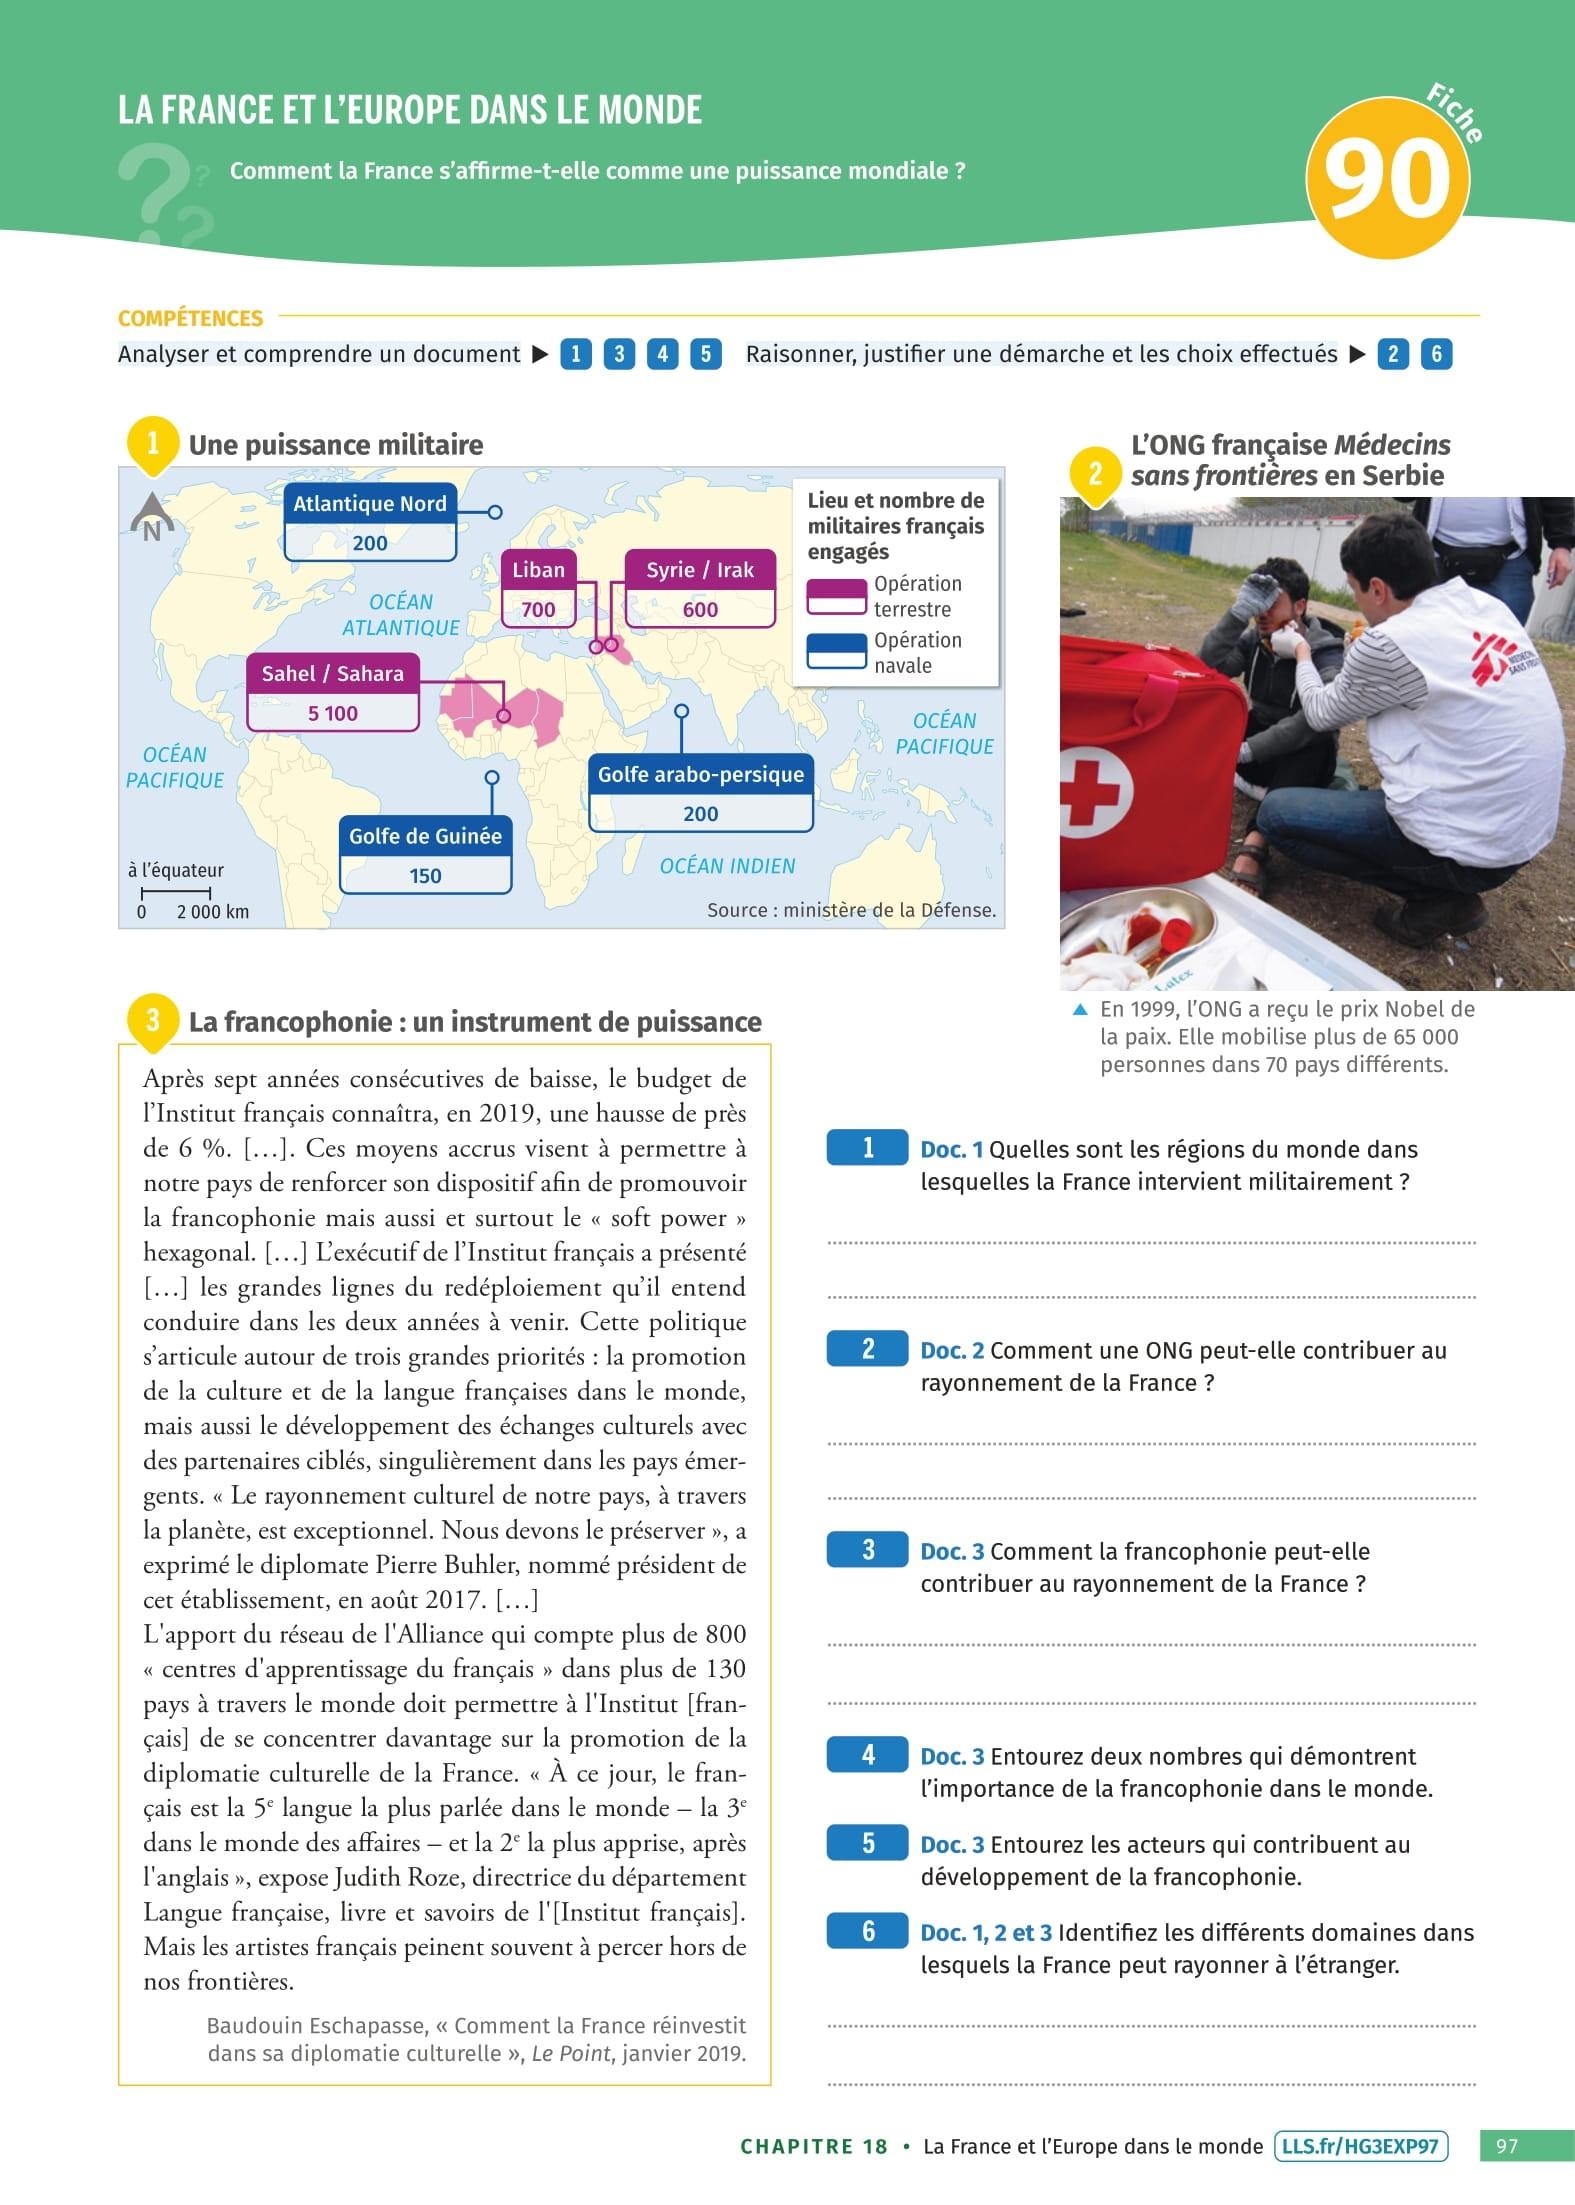 LA FRANCE ET L'EUROPE DANS LE MONDE
Comment la France s'affirme-t-elle comme une puissance mondiale ?
Fiche
90
COMPÉTENCES
Analyser et comprendre un document ▶ 1 3 4 5 Raisonner, justifier une démarche et les choix effectués ▶ 2 6
1 Une puissance militaire
N
Atlantique Nord
200
Liban
700
Syrie / Irak
600
Lieu et nombre de
militaires français
engagés
Opération
terrestre
Opération
navale
OCÉAN
ATLANTIQUE
Sahel / Sahara
5 100
OCÉAN
PACIFIQUE
OCÉAN
PACIFIQUE
Golfe arabo-persique
200
Golfe de Guinée
150
OCÉAN INDIEN
à l'équateur
0 2 000 km
Source : ministère de la Défense.
2 L'ONG française Médecins
sans frontières en Serbie
MEDECINS
SANS FRONTIERES
Latex
▲ En 1999, l'ONG a reçu le prix Nobel de
la paix. Elle mobilise plus de 65 000
personnes dans 70 pays différents.
3 La francophonie : un instrument de puissance
Après sept années consécutives de baisse, le budget de
l'Institut français connaîtra, en 2019, une hausse de près
de 6 %. […]. Ces moyens accrus visent à permettre à
notre pays de renforcer son dispositif afin de promouvoir
la francophonie mais aussi et surtout le « soft power »
hexagonal. […] L'exécutif de l'Institut français a présenté
[…] les grandes lignes du redéploiement qu'il entend
conduire dans les deux années à venir. Cette politique
s'articule autour de trois grandes priorités : la promotion
de la culture et de la langue françaises dans le monde,
mais aussi le développement des échanges culturels avec
des partenaires ciblés, singulièrement dans les pays émer-
gents. « Le rayonnement culturel de notre pays, à travers
la planète, est exceptionnel. Nous devons le préserver », a
exprimé le diplomate Pierre Buhler, nommé président de
cet établissement, en août 2017. […]
L'apport du réseau de l'Alliance qui compte plus de 800
« centres d'apprentissage du français » dans plus de 130
pays à travers le monde doit permettre à l'Institut [fran-
çais] de se concentrer davantage sur la promotion de la
diplomatie culturelle de la France. « À ce jour, le fran-
çais est la 5e langue la plus parlée dans le monde – la 3e
dans le monde des affaires – et la 2e la plus apprise, après
l'anglais », expose Judith Roze, directrice du département
Langue française, livre et savoirs de l'[Institut français].
Mais les artistes français peinent souvent à percer hors de
nos frontières.
Baudouin Eschapasse, « Comment la France réinvestit
dans sa diplomatie culturelle », Le Point, janvier 2019.
1 Doc. 1 Quelles sont les régions du monde dans
lesquelles la France intervient militairement ?
2 Doc. 2 Comment une ONG peut-elle contribuer au
rayonnement de la France ?
3 Doc. 3 Comment la francophonie peut-elle
contribuer au rayonnement de la France ?
4 Doc. 3 Entourez deux nombres qui démontrent
l'importance de la francophonie dans le monde.
5 Doc. 3 Entourez les acteurs qui contribuent au
développement de la francophonie.
6 Doc. 1, 2 et 3 Identifiez les différents domaines dans
lesquels la France peut rayonner à l'étranger.
CHAPITRE 18 • La France et l'Europe dans le monde LLS.fr/HG3EXP97 97